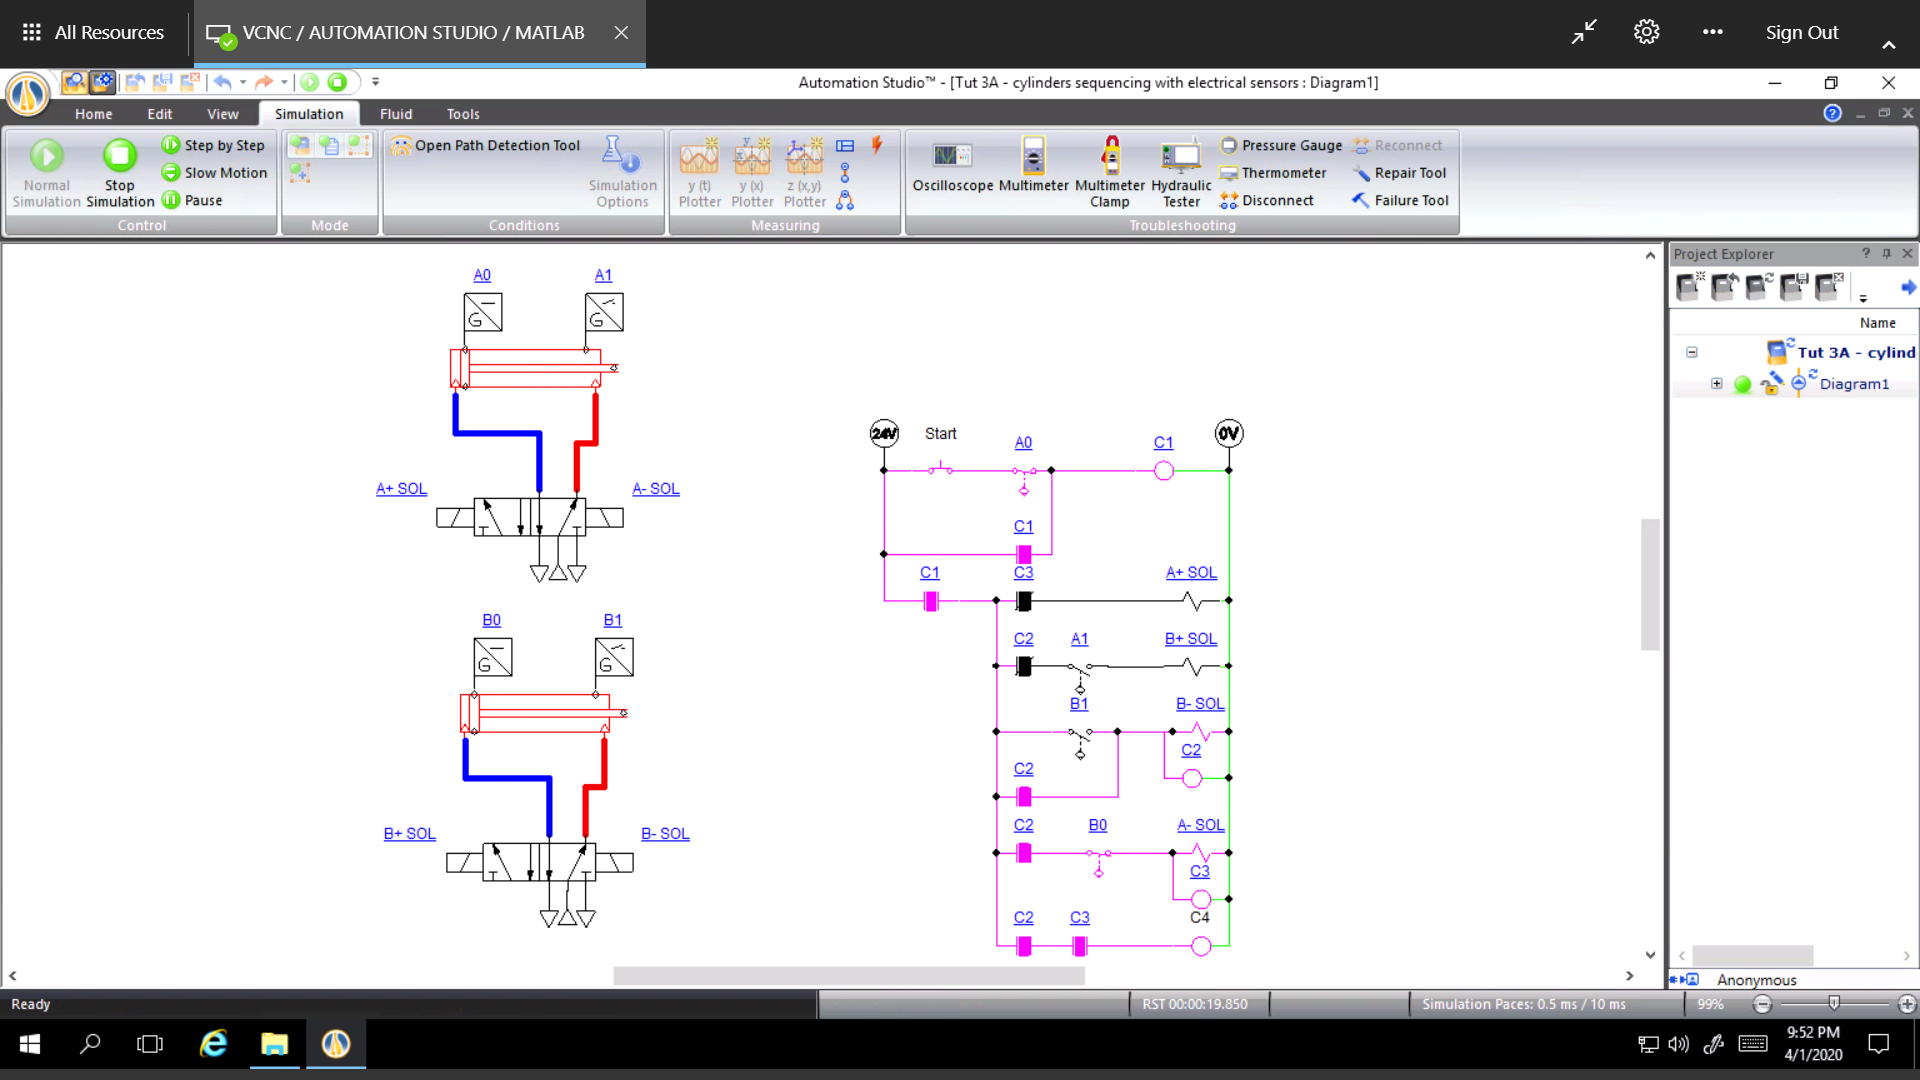 All Resources
VCNC / AUTOMATION STUDIO / MATLAB
Sign Out
Automation Studio™ - [Tut 3A - cylinders sequencing with electrical sensors : Diagram1]
Home Edit View Simulation Fluid Tools
Normal Simulation
Stop Simulation
Step by Step
Slow Motion
Pause
Control
Mode
Open Path Detection Tool
Simulation Options
Conditions
y (t) Plotter
y (x) Plotter
z (x,y) Plotter
Measuring
Oscilloscope
Multimeter
Multimeter Clamp
Hydraulic Tester
Pressure Gauge
Thermometer
Disconnect
Reconnect
Repair Tool
Failure Tool
Troubleshooting
Project Explorer
Name
Tut 3A - cylind
Diagram1
A0 A1
G G
A+ SOL A- SOL
B0 B1
G G
B+ SOL B- SOL
24V Start A0 C1 0V
C1
C1 C3 A+ SOL
C2 A1 B+ SOL
B1 B- SOL
C2
C2
C2 B0 A- SOL
C3
C2 C3 C4
Anonymous
Ready
RST 00:00:19.850
Simulation Paces: 0.5 ms / 10 ms
99%
9:52 PM
4/1/2020